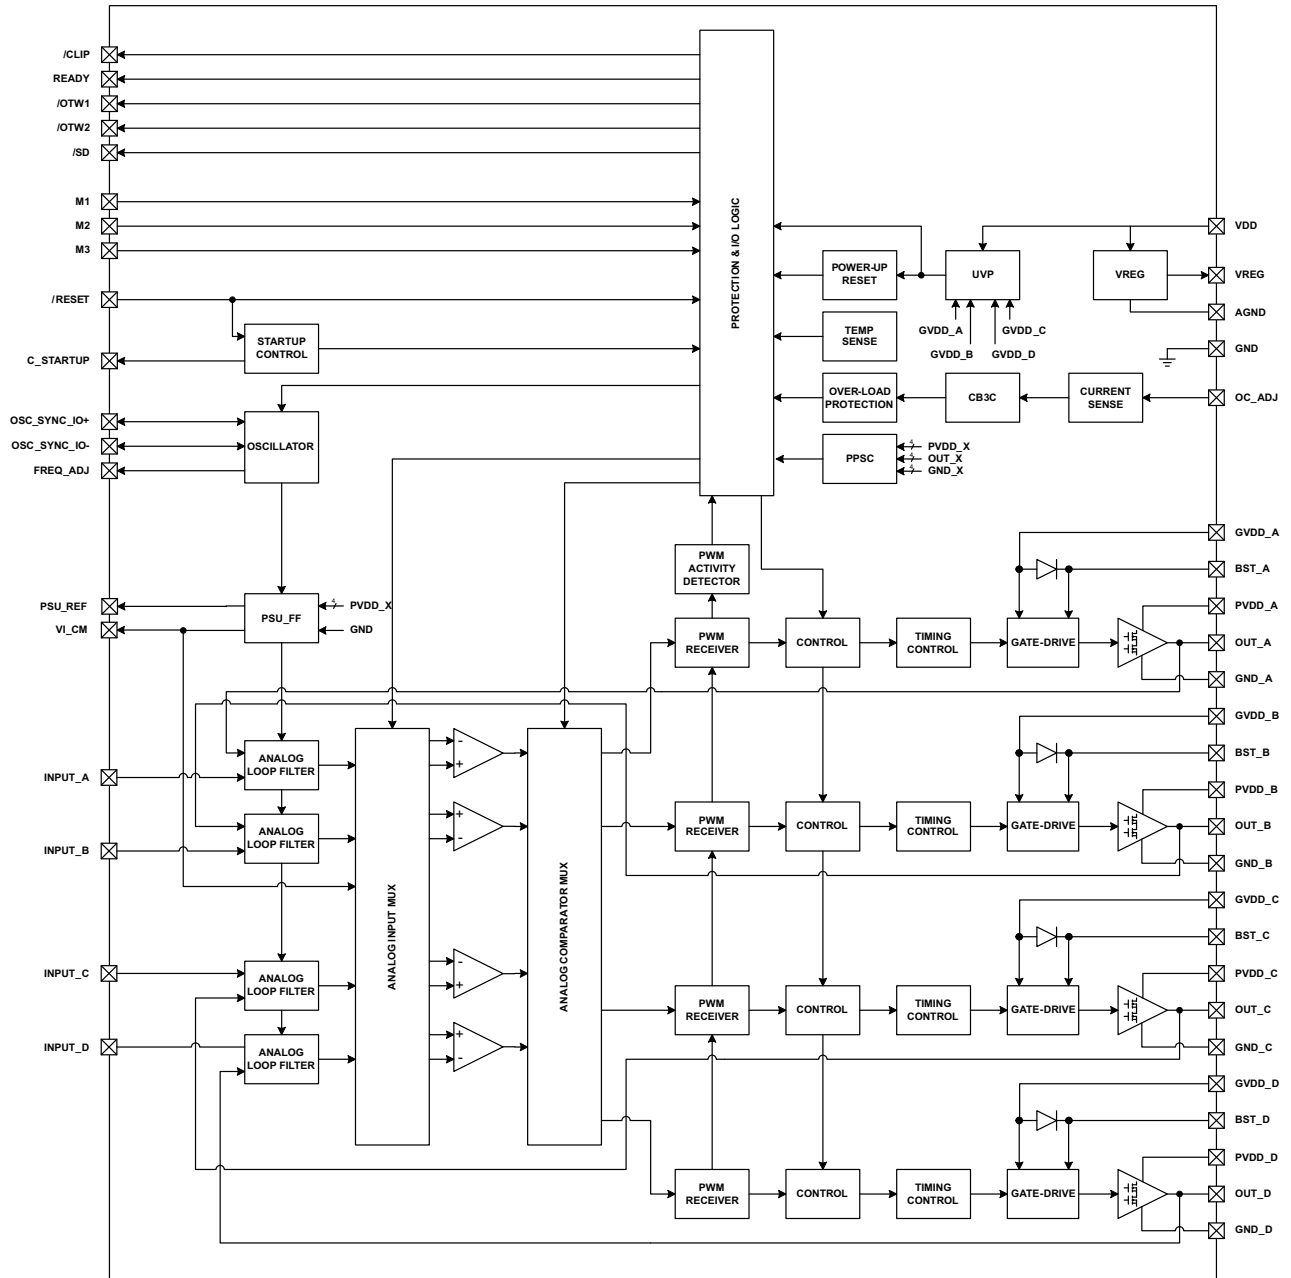 /CLIP
READY
/OTW1
/OTW2
/SD
M1
M2
M3
/RESET
C_STARTUP
OSC_SYNC_IO+
OSC_SYNC_IO-
FREQ_ADJ
PSU_REF
VI_CM
INPUT_A
INPUT_B
INPUT_C
INPUT_D
STARTUP
CONTROL
OSCILLATOR
PSU_FF
4
PVDD_X
GND
ANALOG
LOOP FILTER
ANALOG
LOOP FILTER
ANALOG
LOOP FILTER
ANALOG
LOOP FILTER
ANALOG INPUT MUX
-
+
+
-
-
+
+
-
ANALOG COMPARATOR MUX
PROTECTION & I/O LOGIC
POWER-UP
RESET
UVP
VREG
GVDD_A
GVDD_C
GVDD_B
GVDD_D
TEMP
SENSE
OVER-LOAD
PROTECTION
CB3C
CURRENT
SENSE
PPSC
4
PVDD_X
4
OUT_X
4
GND_X
PWM
ACTIVITY
DETECTOR
PWM
RECEIVER
CONTROL
TIMING
CONTROL
GATE-DRIVE
PWM
RECEIVER
CONTROL
TIMING
CONTROL
GATE-DRIVE
PWM
RECEIVER
CONTROL
TIMING
CONTROL
GATE-DRIVE
PWM
RECEIVER
CONTROL
TIMING
CONTROL
GATE-DRIVE
VDD
VREG
AGND
GND
OC_ADJ
GVDD_A
BST_A
PVDD_A
OUT_A
GND_A
GVDD_B
BST_B
PVDD_B
OUT_B
GND_B
GVDD_C
BST_C
PVDD_C
OUT_C
GND_C
GVDD_D
BST_D
PVDD_D
OUT_D
GND_D